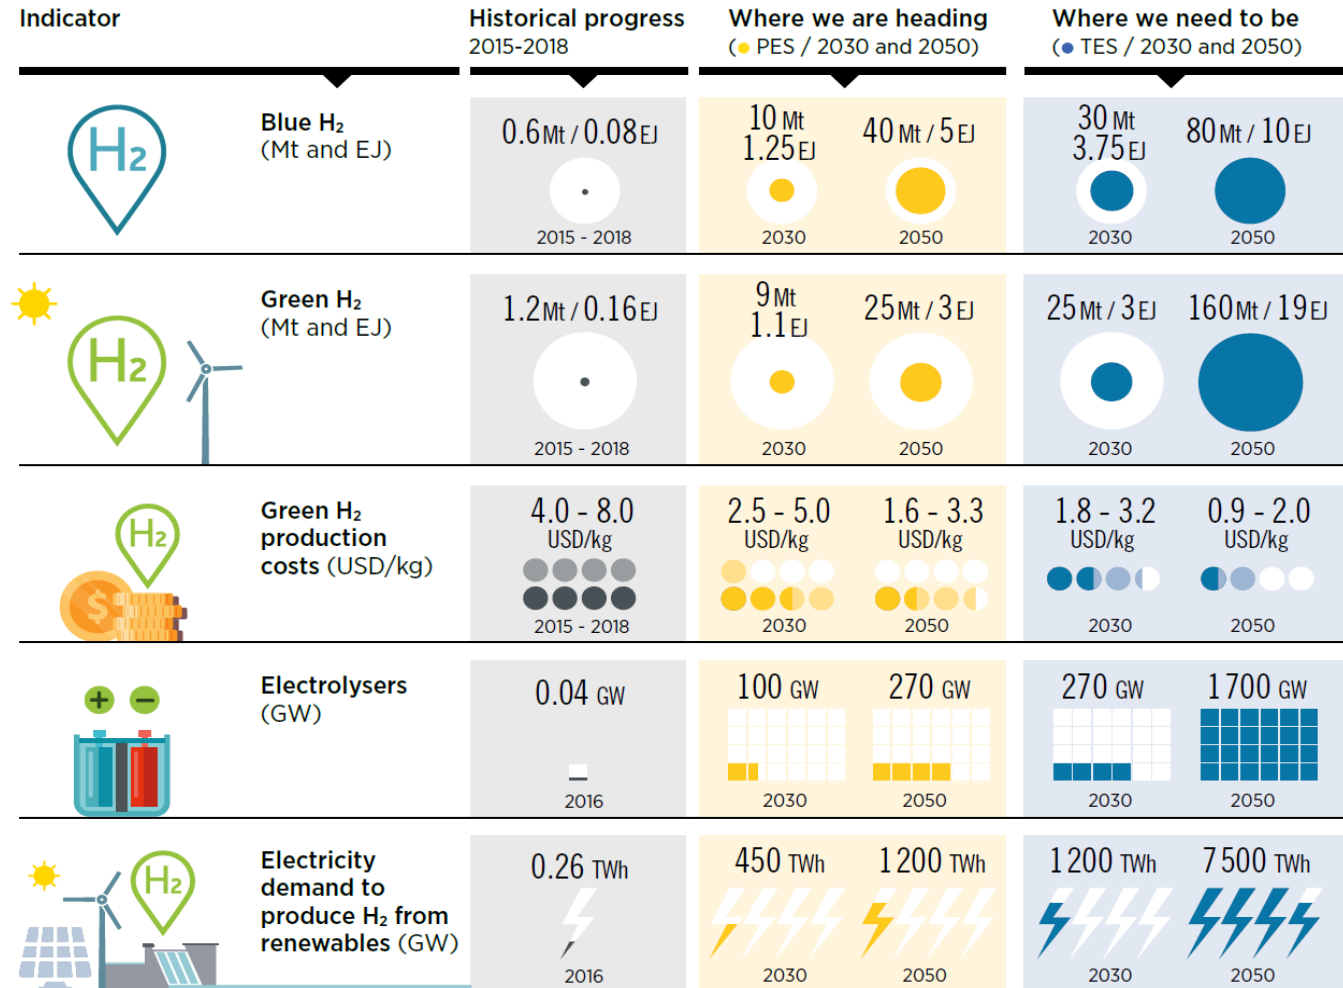 Indicator
Historical progress
2015-2018
Where we are heading
(● PES / 2030 and 2050)
Where we need to be
(● TES / 2030 and 2050)
H₂
Blue H₂
(Mt and EJ)
0.6 Mt / 0.08 EJ
2015 - 2018
10 Mt
1.25 EJ
2030
40 Mt / 5 EJ
2050
30 Mt
3.75 EJ
2030
80 Mt / 10 EJ
2050
H₂
Green H₂
(Mt and EJ)
1.2 Mt / 0.16 EJ
2015 - 2018
9 Mt
1.1 EJ
2030
25 Mt / 3 EJ
2050
25 Mt / 3 EJ
2030
160 Mt / 19 EJ
2050
H₂
$
Green H₂
production
costs (USD/kg)
4.0 - 8.0
USD/kg
2015 - 2018
2.5 - 5.0
USD/kg
2030
1.6 - 3.3
USD/kg
2050
1.8 - 3.2
USD/kg
2030
0.9 - 2.0
USD/kg
2050
+ −
Electrolysers
(GW)
0.04 GW
2016
100 GW
2030
270 GW
2050
270 GW
2030
1700 GW
2050
H₂
Electricity
demand to
produce H₂ from
renewables (GW)
0.26 TWh
2016
450 TWh
2030
1200 TWh
2050
1200 TWh
2030
7500 TWh
2050